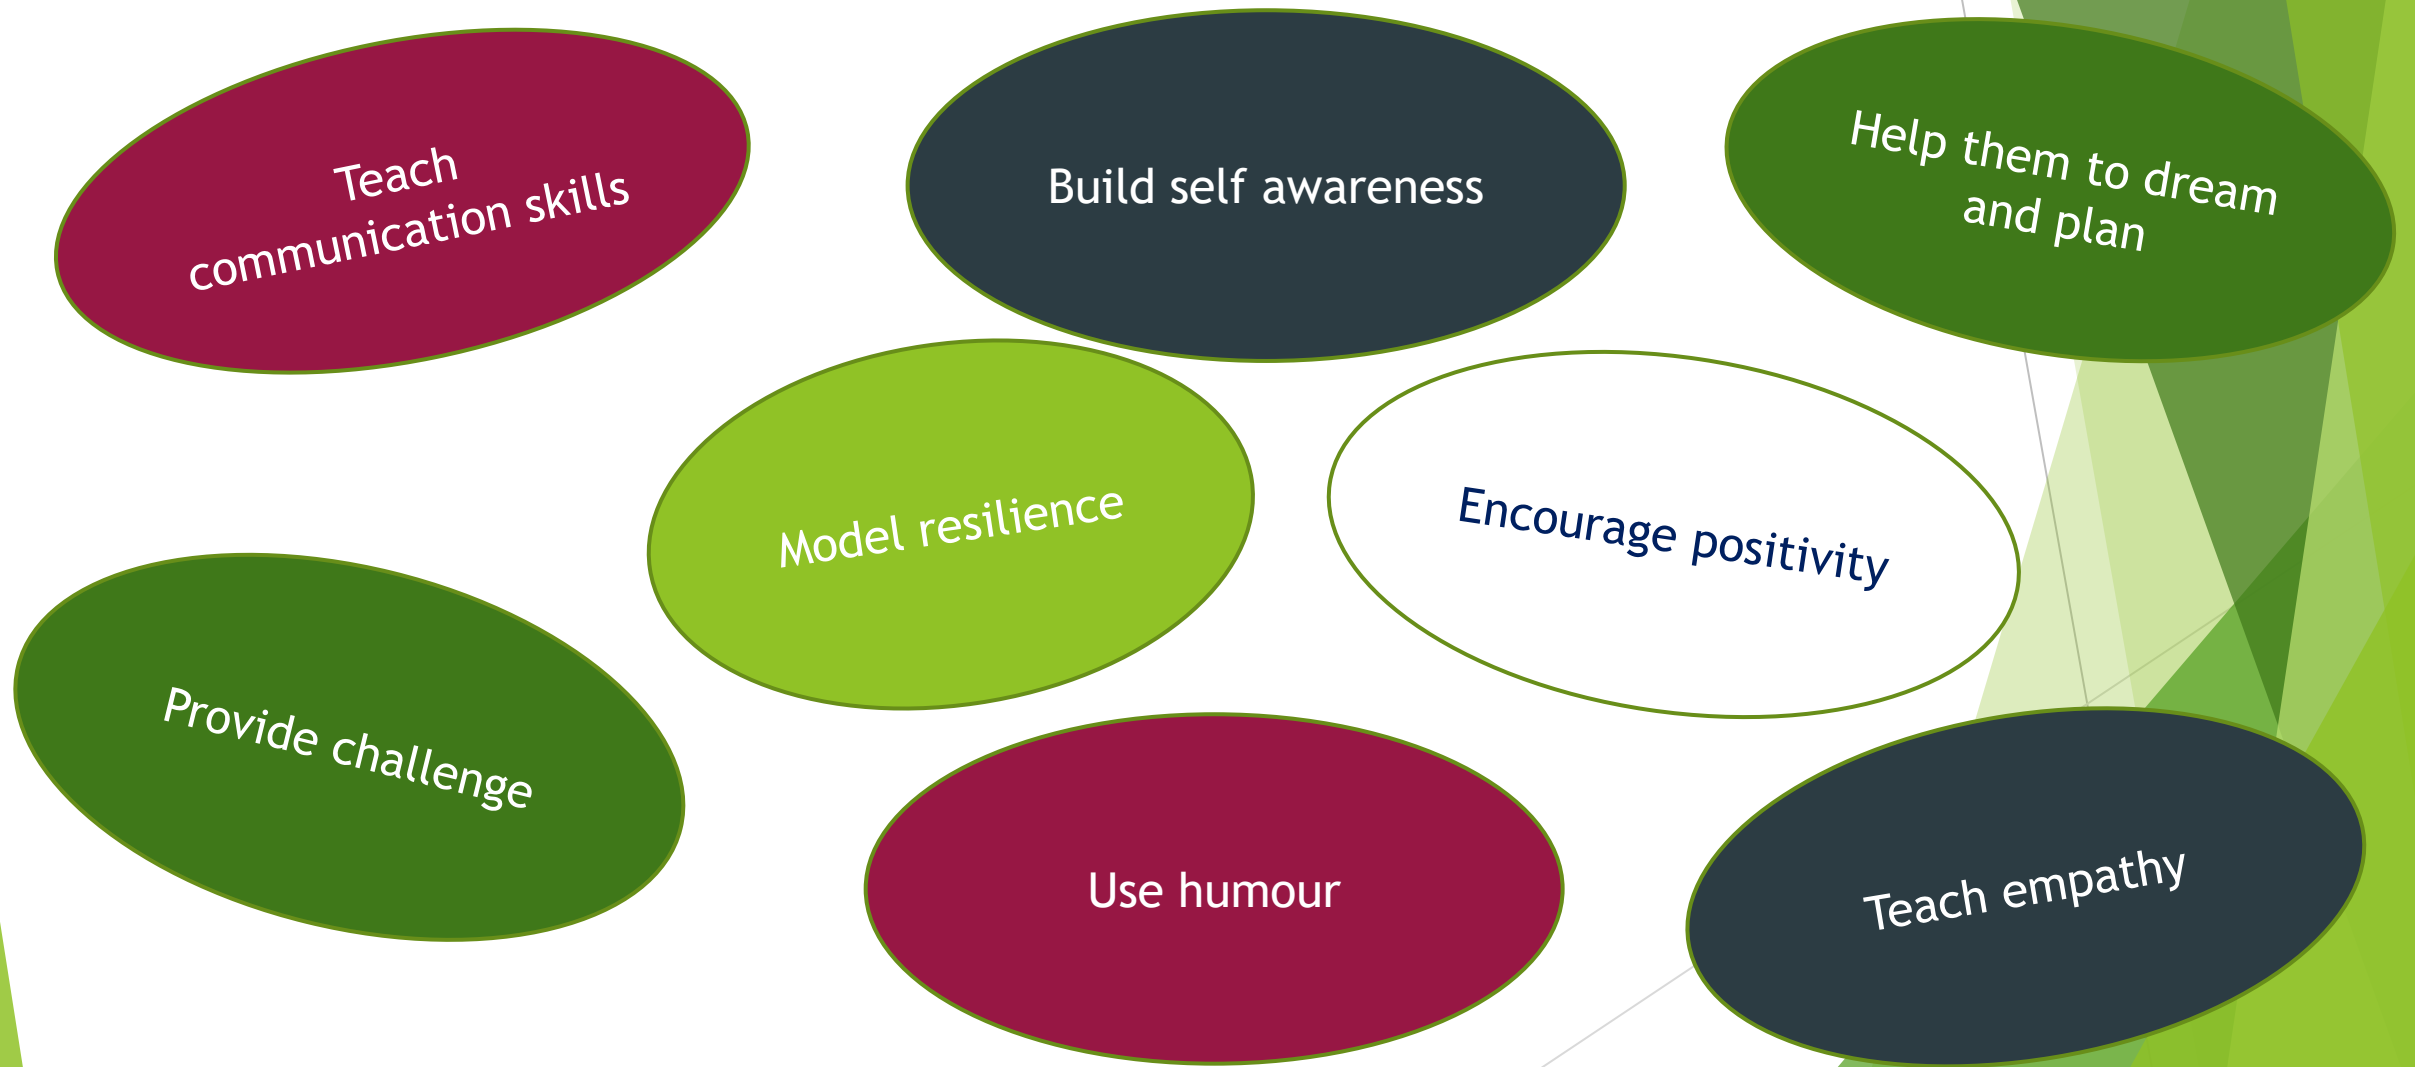 Teach
communication skills
Build self awareness
Help them to dream
and plan
Model resilience
Encourage positivity
Provide challenge
Use humour
Teach empathy